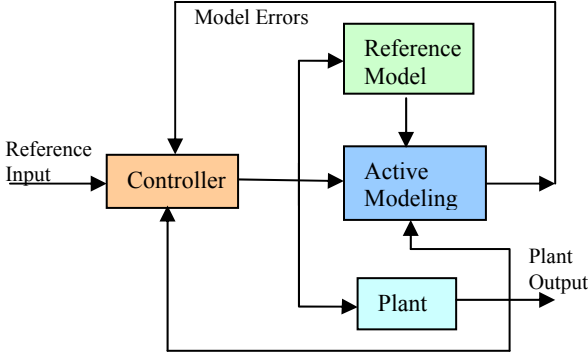 Model Errors
Reference
Model
Reference
Input
Controller
Active
Modeling
Plant
Output
Plant